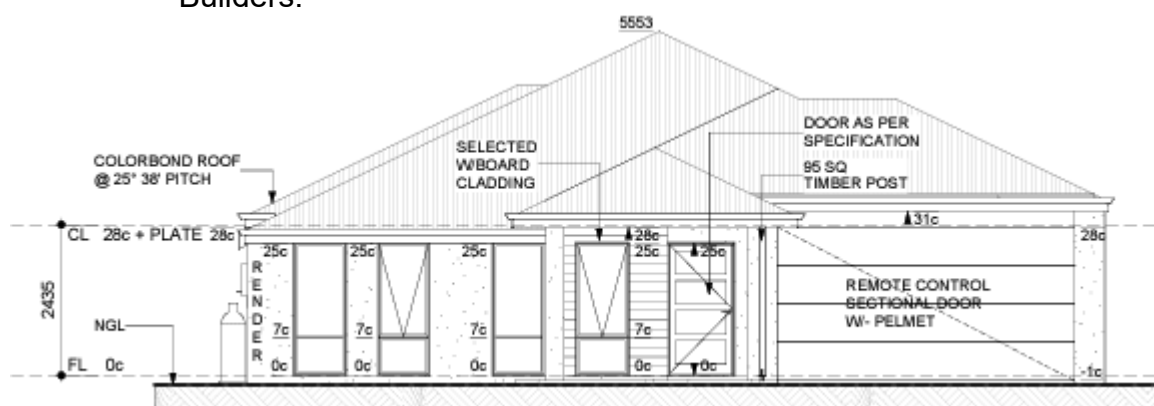 Builders.
5553
COLORBOND ROOF
@ 25° 38' PITCH
SELECTED
W/BOARD
CLADDING
DOOR AS PER
SPECIFICATION
95 SQ
TIMBER POST
31c
CL 28c + PLATE 28c
28c
28c
25c
25c
25c
25c
25c
RENDER
2435
REMOTE CONTROL
SECTIONAL DOOR
W/- PELMET
NGL
7c
7c
7c
7c
FL 0c
0c
0c
0c
0c
0c
-1c